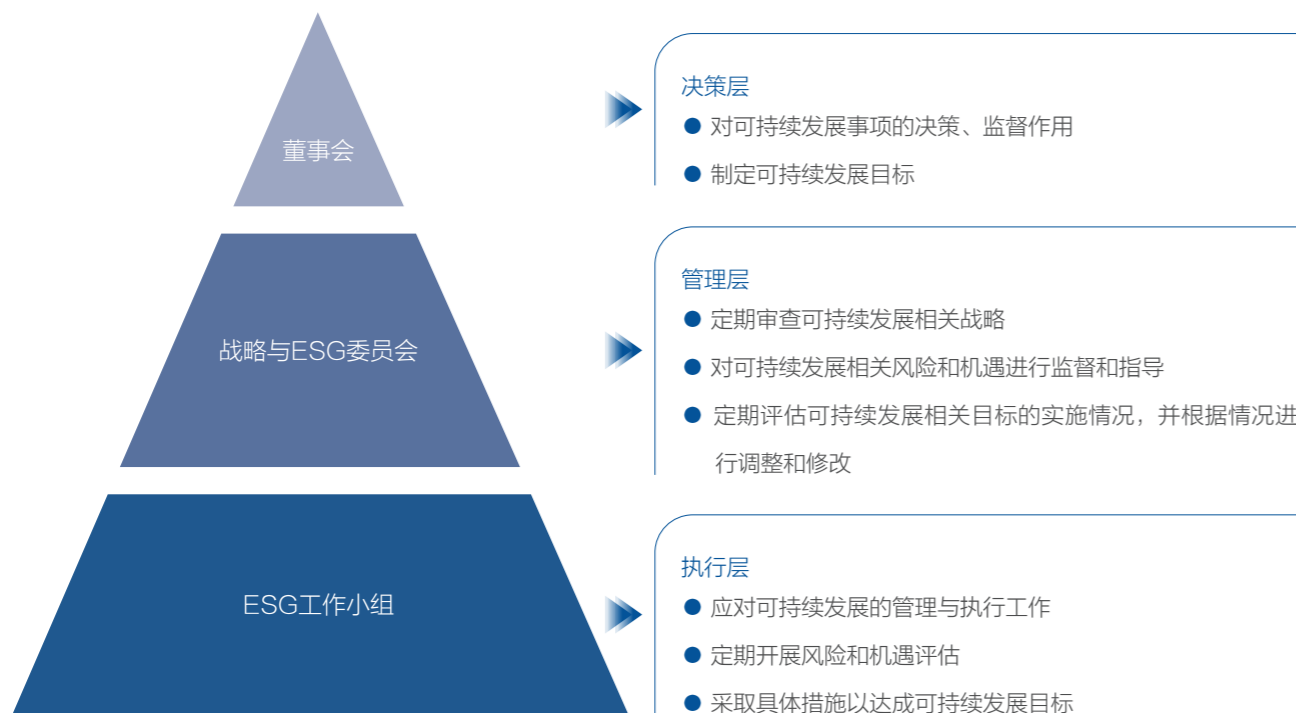 董事会
决策层
对可持续发展事项的决策、监督作用
制定可持续发展目标
战略与ESG委员会
管理层
定期审查可持续发展相关战略
对可持续发展相关风险和机遇进行监督和指导
定期评估可持续发展相关目标的实施情况，并根据情况进
行调整和修改
ESG工作小组
执行层
应对可持续发展的管理与执行工作
定期开展风险和机遇评估
采取具体措施以达成可持续发展目标